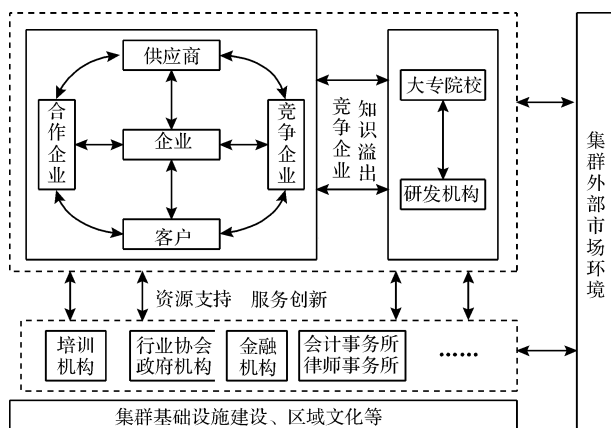 供应商
合作企业
企业
竞争企业
客户
竞争企业
知识溢出
大专院校
研发机构
集群外部市场环境
资源支持 服务创新
培训
机构
行业协会
政府机构
金融
机构
会计事务所
律师事务所
……
集群基础设施建设、区域文化等